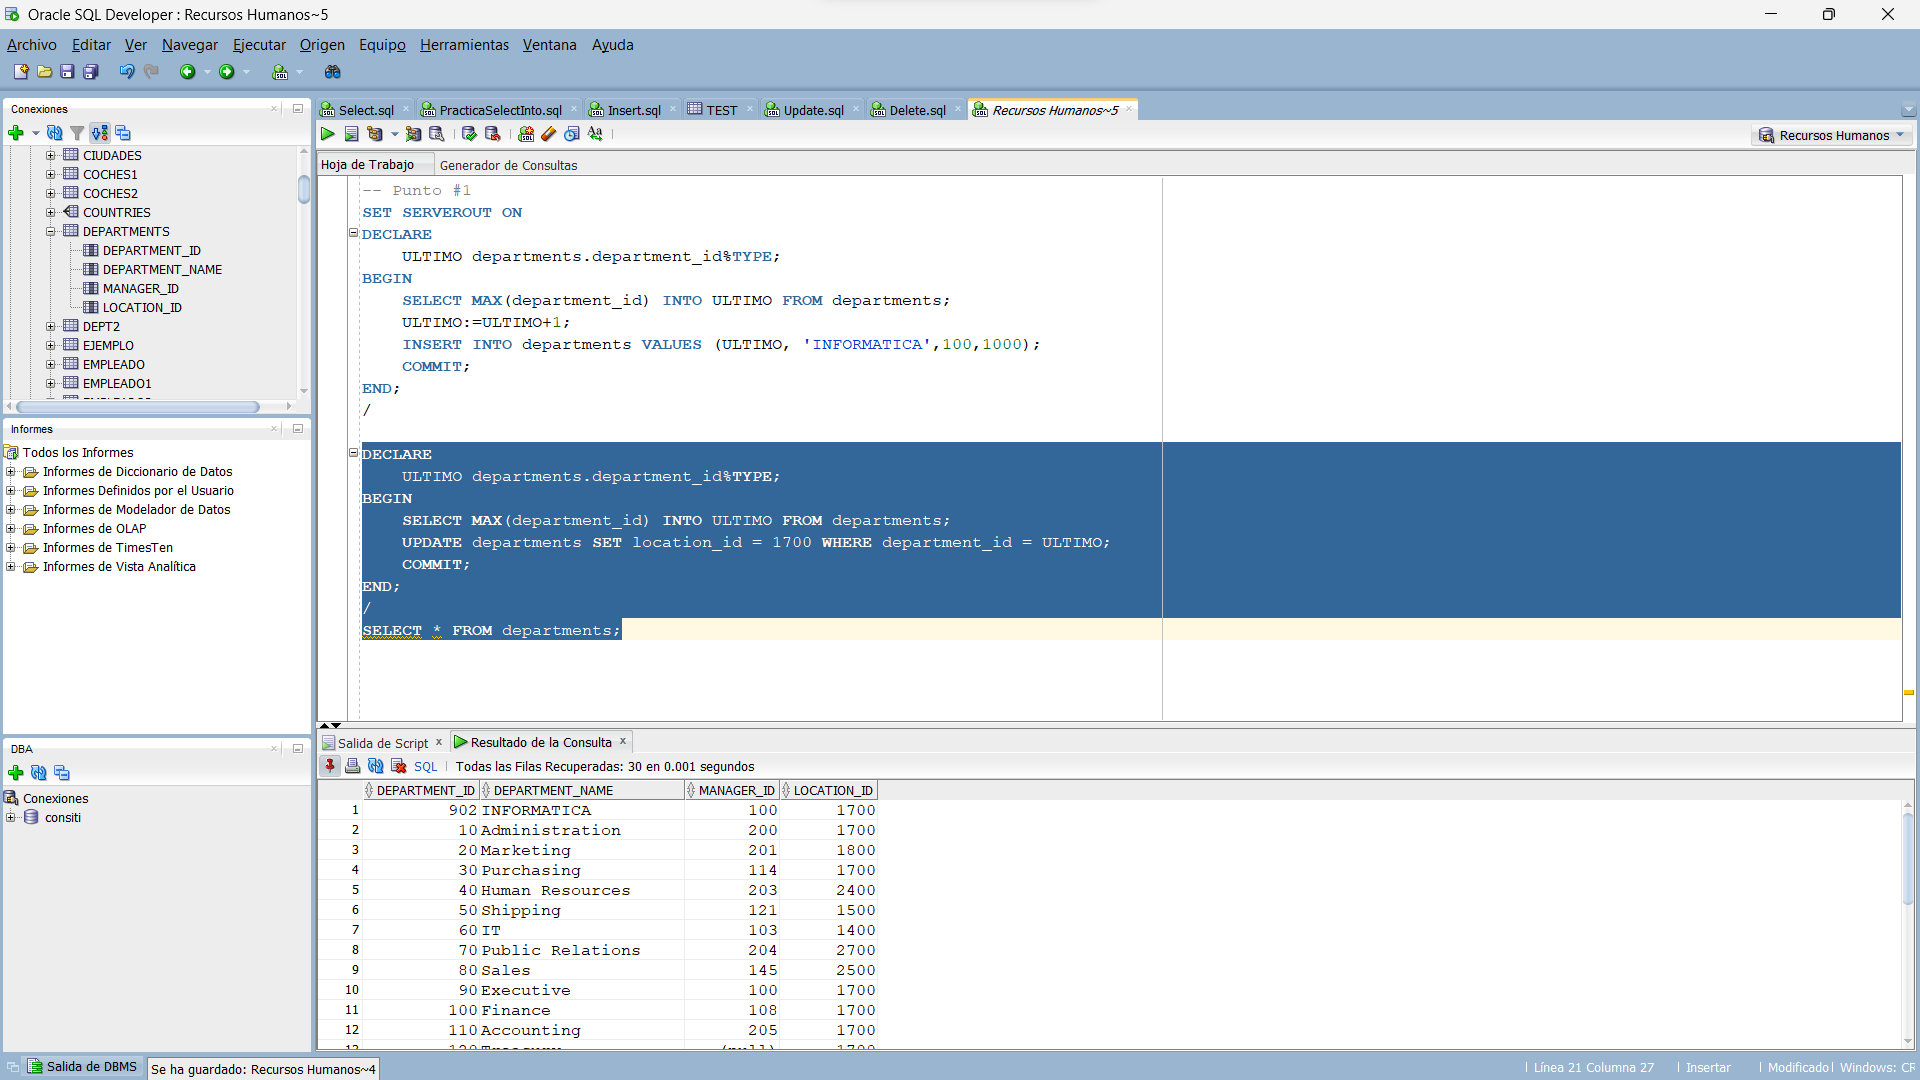 Oracle SQL Developer : Recursos Humanos~5
Archivo Editar Ver Navegar Ejecutar Origen Equipo Herramientas Ventana Ayuda
Conexiones
CIUDADES
COCHES1
COCHES2
COUNTRIES
DEPARTMENTS
DEPARTMENT_ID
DEPARTMENT_NAME
MANAGER_ID
LOCATION_ID
DEPT2
EJEMPLO
EMPLEADO
EMPLEADO1
Informes
Todos los Informes
Informes de Diccionario de Datos
Informes Definidos por el Usuario
Informes de Modelador de Datos
Informes de OLAP
Informes de TimesTen
Informes de Vista Analítica
DBA
Conexiones
consiti
Select.sql PracticaSelectInto.sql Insert.sql TEST Update.sql Delete.sql Recursos Humanos~5
Recursos Humanos
Hoja de Trabajo Generador de Consultas
-- Punto #1
SET SERVEROUT ON
DECLARE
ULTIMO departments.department_id%TYPE;
BEGIN
SELECT MAX(department_id) INTO ULTIMO FROM departments;
ULTIMO:=ULTIMO+1;
INSERT INTO departments VALUES (ULTIMO, 'INFORMATICA',100,1000);
COMMIT;
END;
/
DECLARE
ULTIMO departments.department_id%TYPE;
BEGIN
SELECT MAX(department_id) INTO ULTIMO FROM departments;
UPDATE departments SET location_id = 1700 WHERE department_id = ULTIMO;
COMMIT;
END;
/
SELECT * FROM departments;
Salida de Script Resultado de la Consulta
SQL Todas las Filas Recuperadas: 30 en 0.001 segundos
DEPARTMENT_ID DEPARTMENT_NAME MANAGER_ID LOCATION_ID
1 902 INFORMATICA 100 1700
2 10 Administration 200 1700
3 20 Marketing 201 1800
4 30 Purchasing 114 1700
5 40 Human Resources 203 2400
6 50 Shipping 121 1500
7 60 IT 103 1400
8 70 Public Relations 204 2700
9 80 Sales 145 2500
10 90 Executive 100 1700
11 100 Finance 108 1700
12 110 Accounting 205 1700
Salida de DBMS Se ha guardado: Recursos Humanos~4
Línea 21 Columna 27 Insertar Modificado Windows: CR